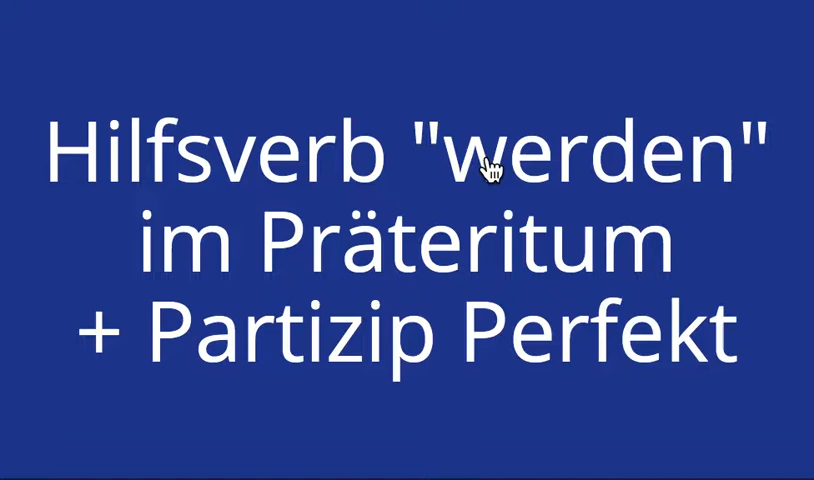 Hilfsverb "werden"
im Präteritum
+ Partizip Perfekt